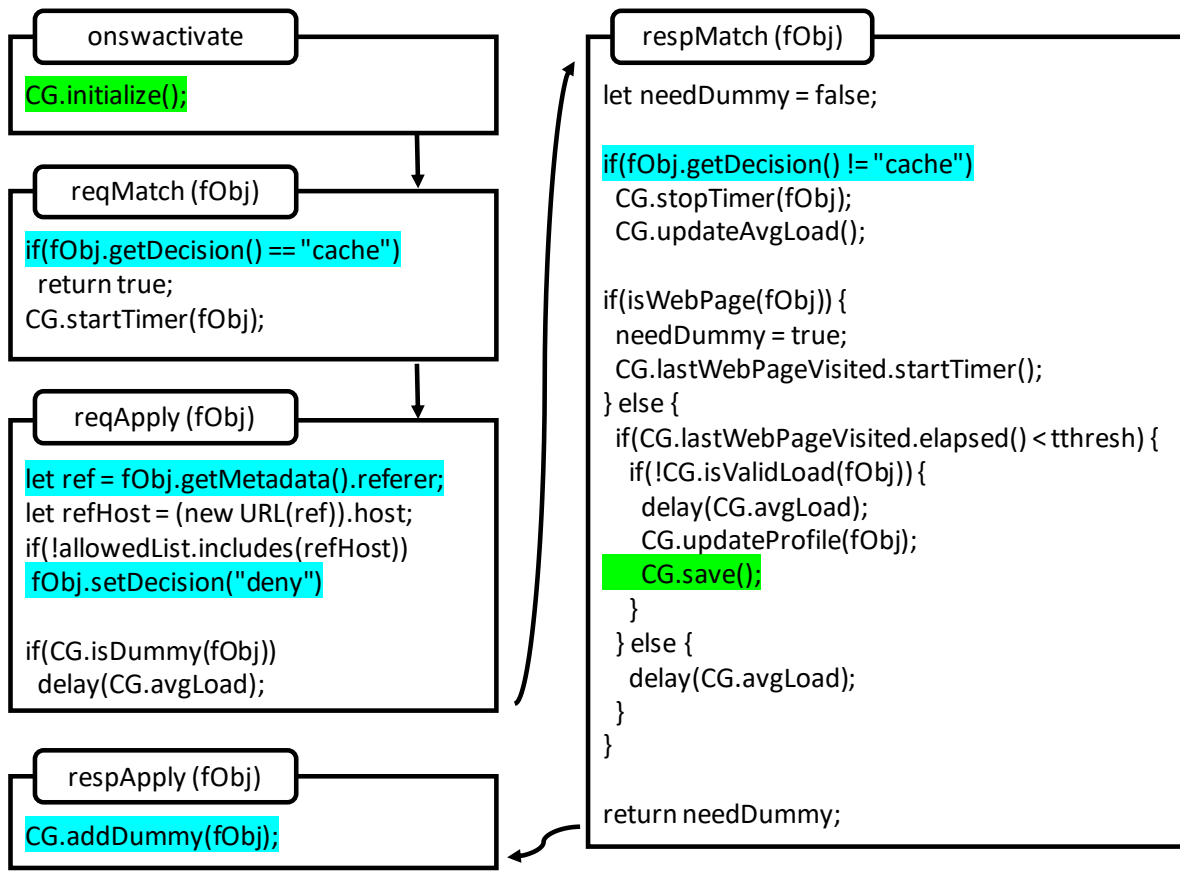 onswactivate
CG.initialize();
reqMatch (fObj)
if(fObj.getDecision() == "cache")
return true;
CG.startTimer(fObj);
reqApply (fObj)
let ref = fObj.getMetadata().referer;
let refHost = (new URL(ref)).host;
if(!allowedList.includes(refHost))
fObj.setDecision("deny")
if(CG.isDummy(fObj))
delay(CG.avgLoad);
respApply (fObj)
CG.addDummy(fObj);
respMatch (fObj)
let needDummy = false;
if(fObj.getDecision() != "cache")
CG.stopTimer(fObj);
CG.updateAvgLoad();
if(isWebPage(fObj)) {
needDummy = true;
CG.lastWebPageVisited.startTimer();
} else {
if(CG.lastWebPageVisited.elapsed() < tthresh) {
if(!CG.isValidLoad(fObj)) {
delay(CG.avgLoad);
CG.updateProfile(fObj);
CG.save();
}
} else {
delay(CG.avgLoad);
}
}
return needDummy;